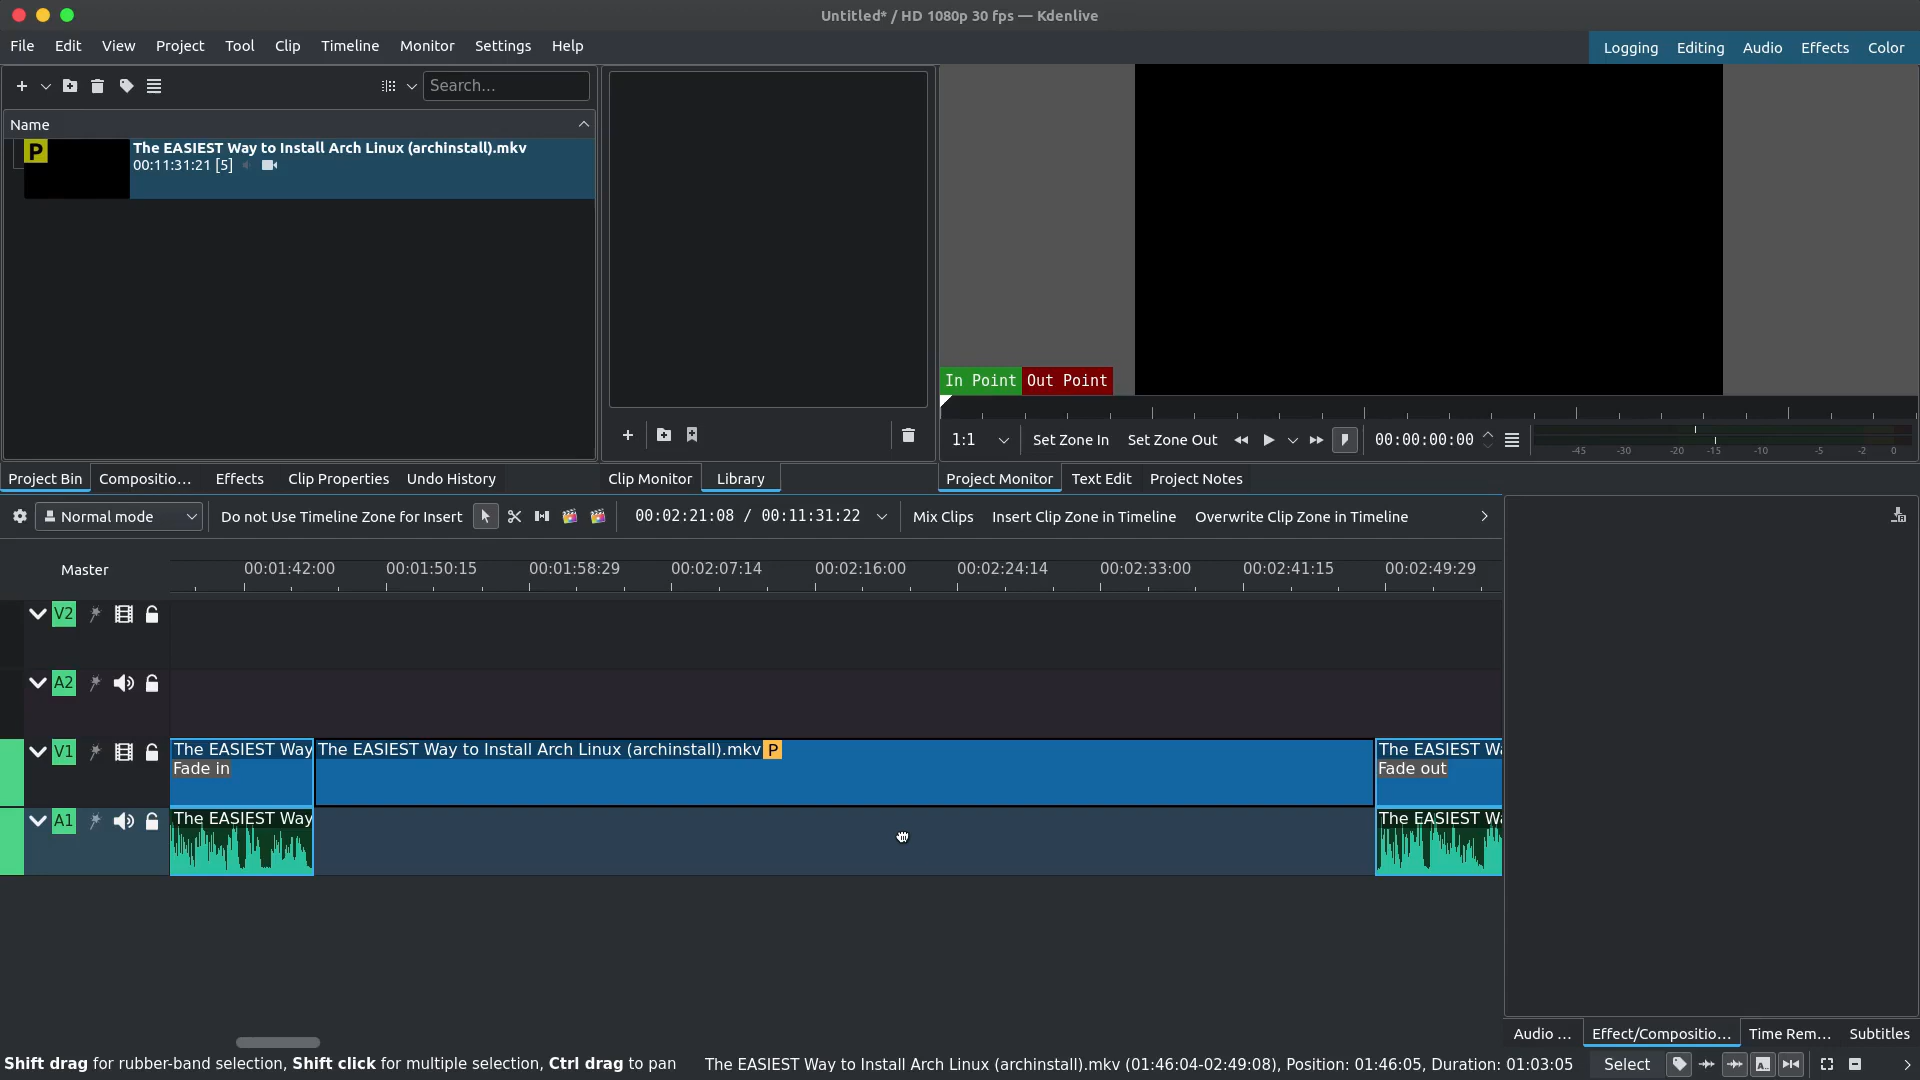 Untitled* / HD 1080p 30 fps — Kdenlive
File Edit View Project Tool Clip Timeline Monitor Settings Help
Logging Editing Audio Effects Color
Search...
Name
P
The EASIEST Way to Install Arch Linux (archinstall).mkv
00:11:31:21 [5]
In Point Out Point
1:1 Set Zone In Set Zone Out 00:00:00:00
-45 -30 -20 -15 -10 -5 -2 0
Project Bin Compositio... Effects Clip Properties Undo History
Clip Monitor Library
Project Monitor Text Edit Project Notes
Normal mode Do not Use Timeline Zone for Insert 00:02:21:08 / 00:11:31:22 Mix Clips Insert Clip Zone in Timeline Overwrite Clip Zone in Timeline
Master
00:01:42:00 00:01:50:15 00:01:58:29 00:02:07:14 00:02:16:00 00:02:24:14 00:02:33:00 00:02:41:15 00:02:49:29
V2
A2
V1
The EASIEST Way The EASIEST Way to Install Arch Linux (archinstall).mkv P The EASIEST Wa
Fade in Fade out
A1
The EASIEST Way The EASIEST Wa
Audio ... Effect/Compositio... Time Rem... Subtitles
Shift drag for rubber-band selection, Shift click for multiple selection, Ctrl drag to pan
The EASIEST Way to Install Arch Linux (archinstall).mkv (01:46:04-02:49:08), Position: 01:46:05, Duration: 01:03:05
Select